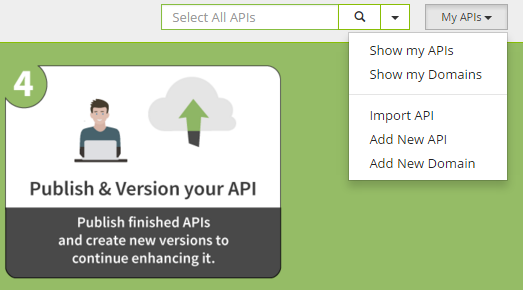 Select All APIs
My APIs
Show my APIs
Show my Domains
Import API
Add New API
Add New Domain
4
Publish & Version your API
Publish finished APIs
and create new versions to
continue enhancing it.